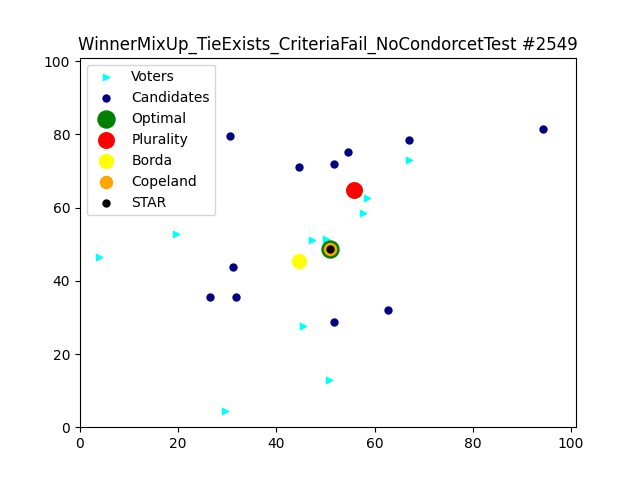 WinnerMixUp_TieExists_CriteriaFail_NoCondorcetTest #2549
Voters
Candidates
Optimal
Plurality
Borda
Copeland
STAR
100
80
60
40
20
0
0 20 40 60 80 100